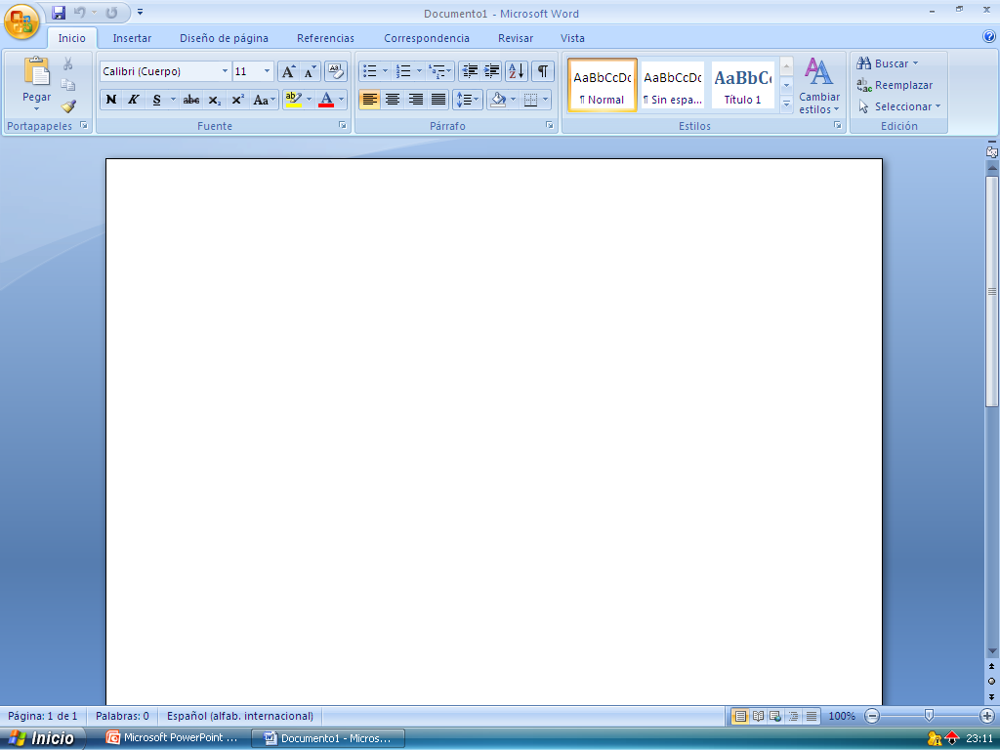 Documento1 - Microsoft Word
Inicio Insertar Diseño de página Referencias Correspondencia Revisar Vista
Pegar
Portapapeles
Calibri (Cuerpo) 11
N K S abc x₂ x² Aa ab A
Fuente
Párrafo
AaBbCcDc AaBbCcDc AaBbC
¶ Normal ¶ Sin espa... Título 1
Cambiar estilos
Estilos
Buscar
Reemplazar
Seleccionar
Edición
Página: 1 de 1 Palabras: 0 Español (alfab. internacional) 100%
Inicio Microsoft PowerPoint ... Documento1 - Micros... 23:11